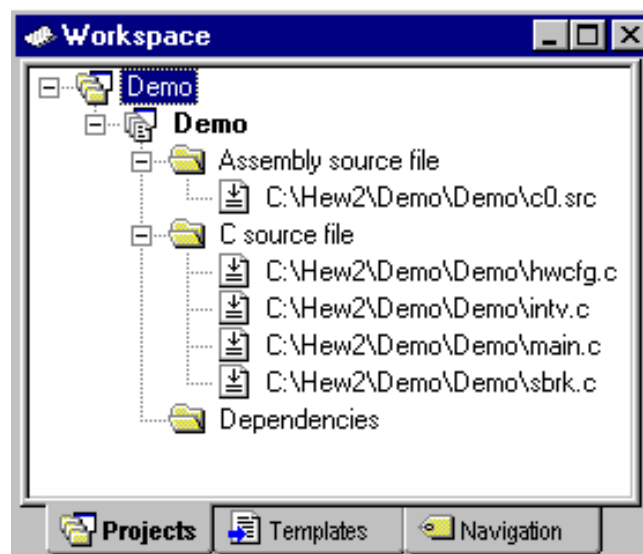 Workspace
Demo
Demo
Assembly source file
C:\Hew2\Demo\Demo\c0.src
C source file
C:\Hew2\Demo\Demo\hwcfg.c
C:\Hew2\Demo\Demo\intv.c
C:\Hew2\Demo\Demo\main.c
C:\Hew2\Demo\Demo\sbrk.c
Dependencies
Projects Templates Navigation